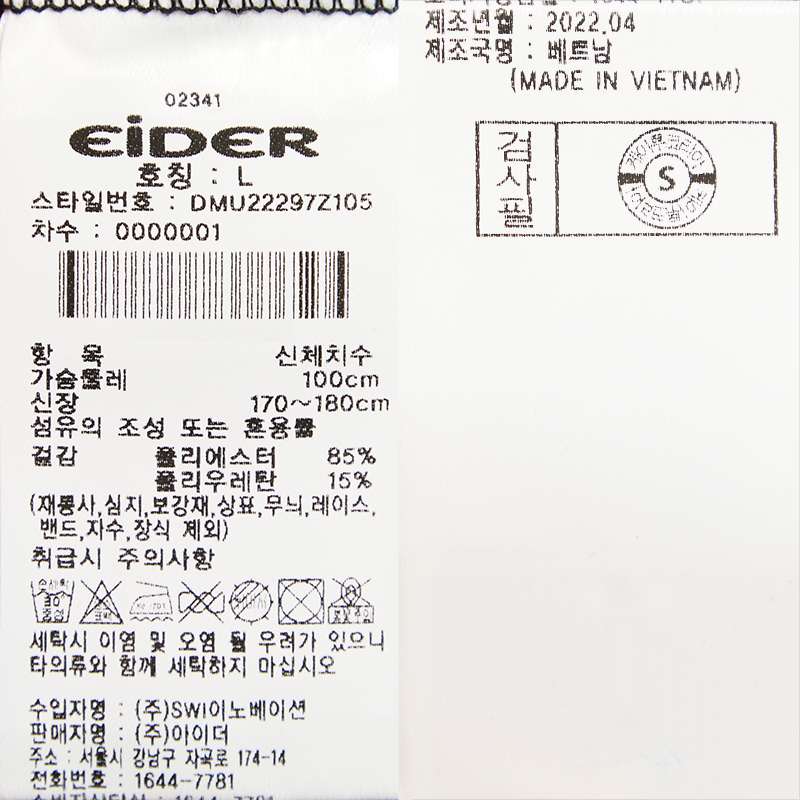 02341
EiDER
호칭 : L
스타일번호 : DMU22297Z105
차수 : 0000001
항 목 신체치수
가슴둘레 100cm
신장 170~180cm
섬유의 조성 또는 혼용률
겉감 폴리에스터 85%
폴리우레탄 15%
(재봉사,심지,보강재,상표,무늬,레이스,
밴드,자수,장식 제외)
취급시 주의사항
손세탁
30
중성
세탁시 이염 및 오염 될 우려가 있으니
타의류와 함께 세탁하지 마십시오
수입자명 : (주)SWI이노베이션
판매자명 : (주)아이더
주소 : 서울시 강남구 자곡로 174-14
전화번호 : 1644-7781
제조년월 : 2022.04
제조국명 : 베트남
(MADE IN VIETNAM)
검사필
S